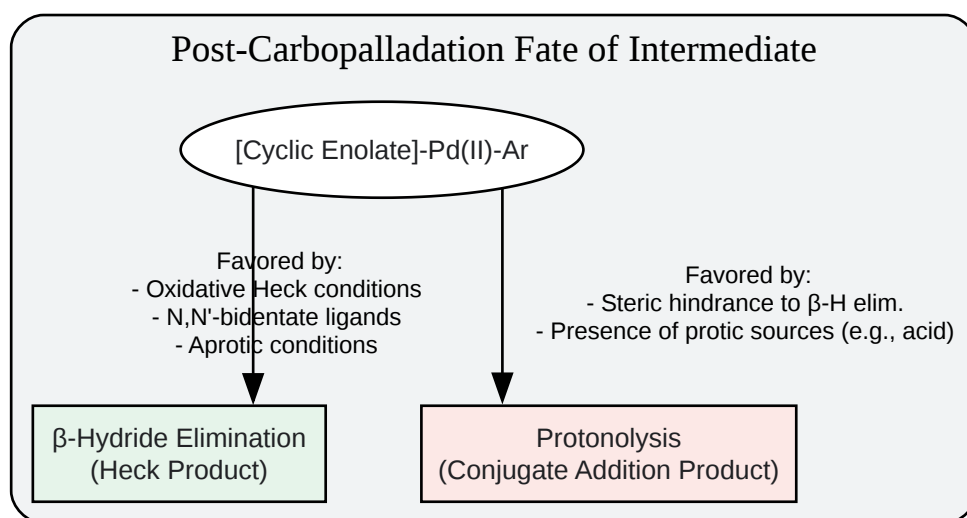 Post-Carbopalladation Fate of Intermediate
[Cyclic Enolate]-Pd(II)-Ar
Favored by:
- Oxidative Heck conditions
- N,N'-bidentate ligands
- Aprotic conditions
Favored by:
- Steric hindrance to β-H elim.
- Presence of protic sources (e.g., acid)
β-Hydride Elimination
(Heck Product)
Protonolysis
(Conjugate Addition Product)